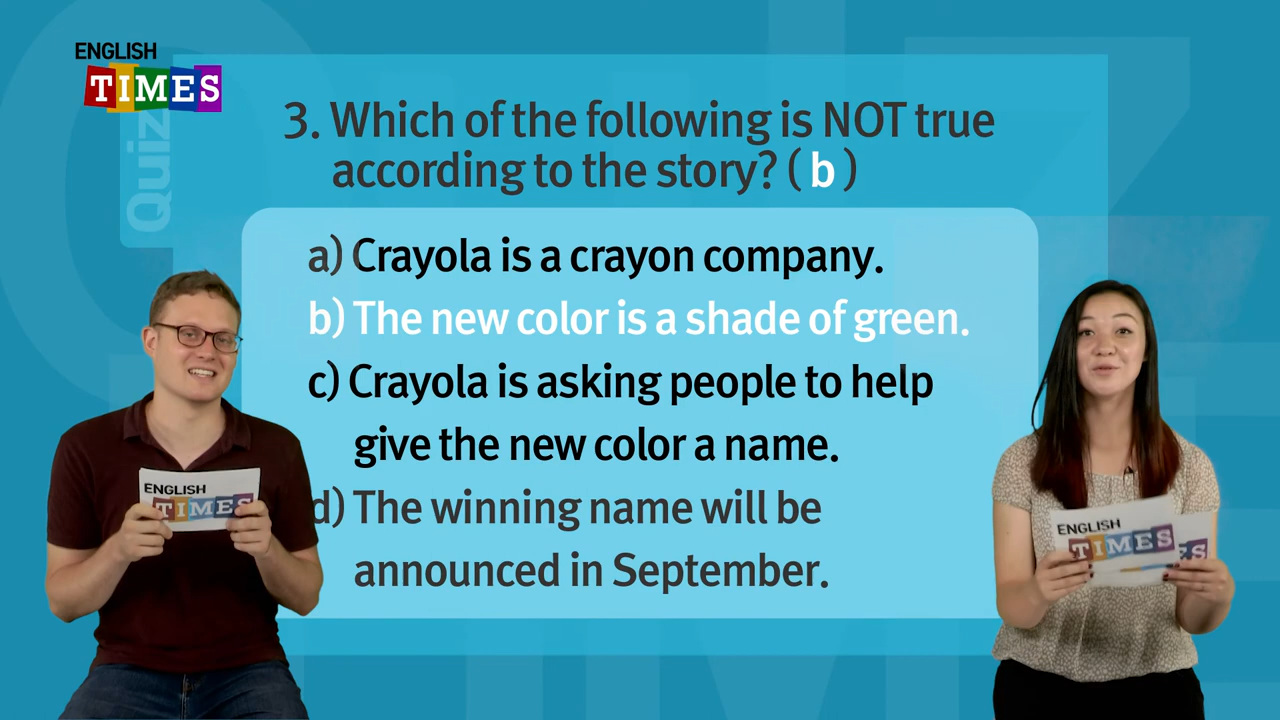 ENGLISH
TIMES
Quiz
3. Which of the following is NOT true
according to the story? ( b )
a) Crayola is a crayon company.
b) The new color is a shade of green.
c) Crayola is asking people to help
give the new color a name.
d) The winning name will be
announced in September.
ENGLISH
TIMES
ENGLISH
TIMES
ES